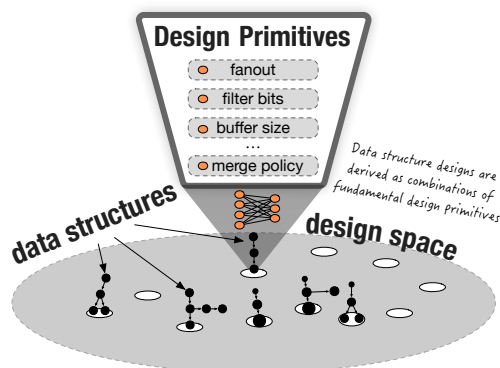 Design Primitives
fanout
filter bits
buffer size
...
merge policy
Data structure designs are
derived as combinations of
fundamental design primitives
data structures
design space